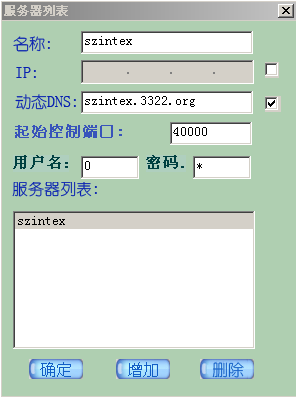 服务器列表
名称: szintex
IP: . . .
动态DNS: szintex.3322.org
起始控制端口: 40000
用户名: 0 密码. *
服务器列表:
szintex
确定 增加 删除